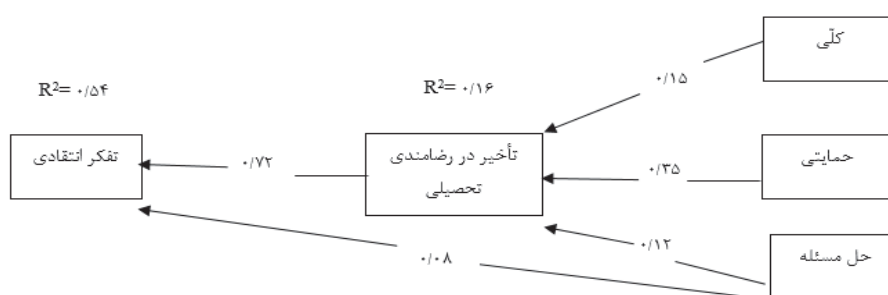 کلّی
۰/۱۵
R²= ۰/۱۶
R²= ۰/۵۴
حمایتی
۰/۳۵
تأخیر در رضامندی
تحصیلی
۰/۷۲
تفکر انتقادی
حل مسئله
۰/۱۲
۰/۰۸